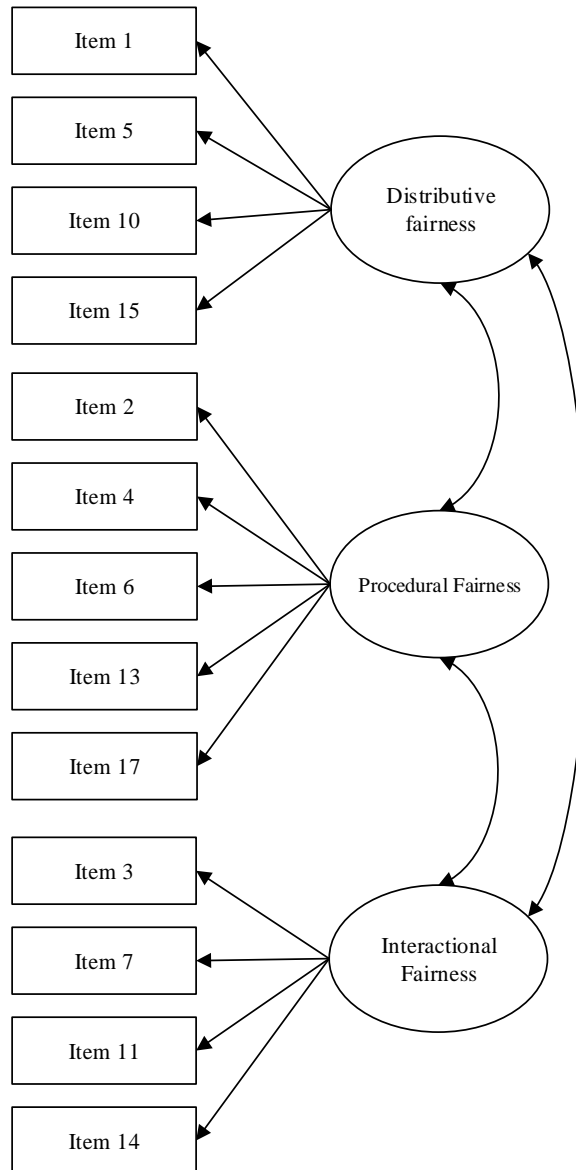 Item 1
Item 5
Item 10
Item 15
Distributive
fairness
Item 2
Item 4
Item 6
Item 13
Item 17
Procedural Fairness
Item 3
Item 7
Item 11
Item 14
Interactional
Fairness